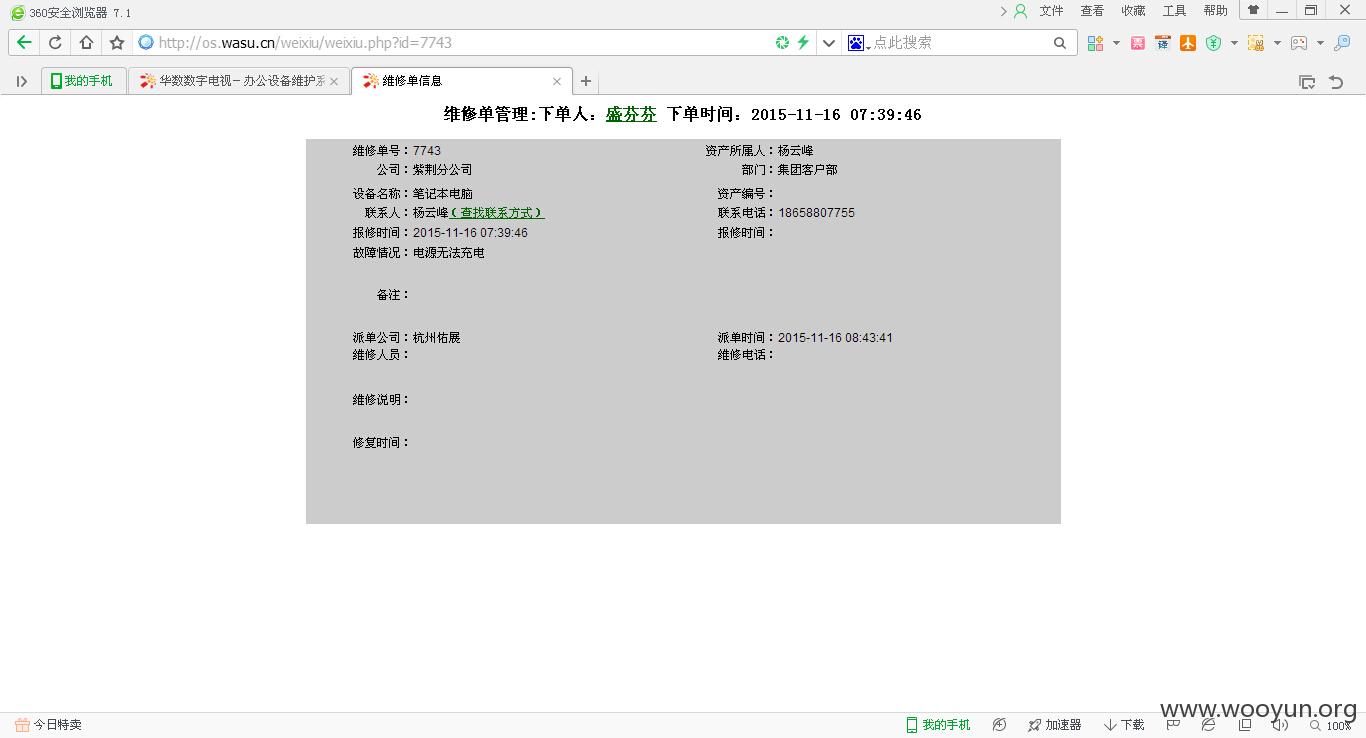 360安全浏览器 7.1
文件 查看 收藏 工具 帮助
http://os.wasu.cn/weixiu/weixiu.php?id=7743
点此搜索
我的手机
华数数字电视－办公设备维护系
维修单信息
维修单管理:下单人：盛芬芬 下单时间：2015-11-16 07:39:46
维修单号：7743 资产所属人：杨云峰
公司：紫荆分公司 部门：集团客户部
设备名称：笔记本电脑 资产编号：
联系人：杨云峰（查找联系方式） 联系电话：18658807755
报修时间：2015-11-16 07:39:46 报修时间：
故障情况：电源无法充电
备注：
派单公司：杭州佑展 派单时间：2015-11-16 08:43:41
维修人员： 维修电话：
维修说明：
修复时间：
www.wooyun.org
今日特卖
我的手机 加速器 下载 100%